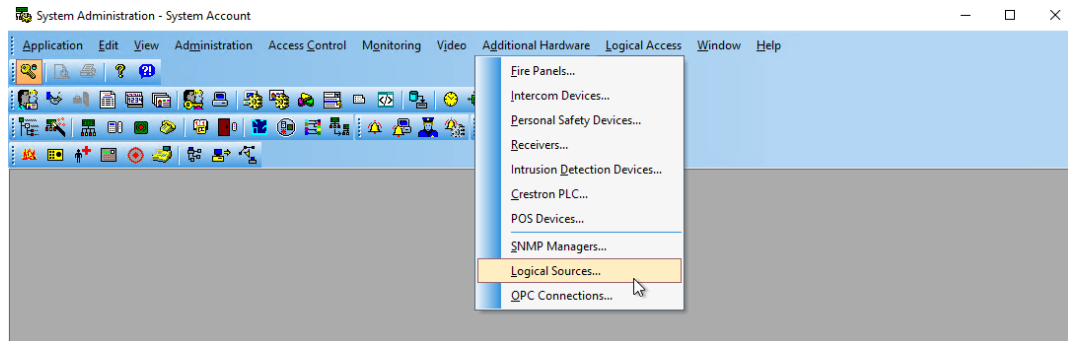 System Administration - System Account
Application Edit View Administration Access Control Monitoring Video Additional Hardware Logical Access Window Help
Fire Panels...
Intercom Devices...
Personal Safety Devices...
Receivers...
Intrusion Detection Devices...
Crestron PLC...
POS Devices...
SNMP Managers...
Logical Sources...
OPC Connections...